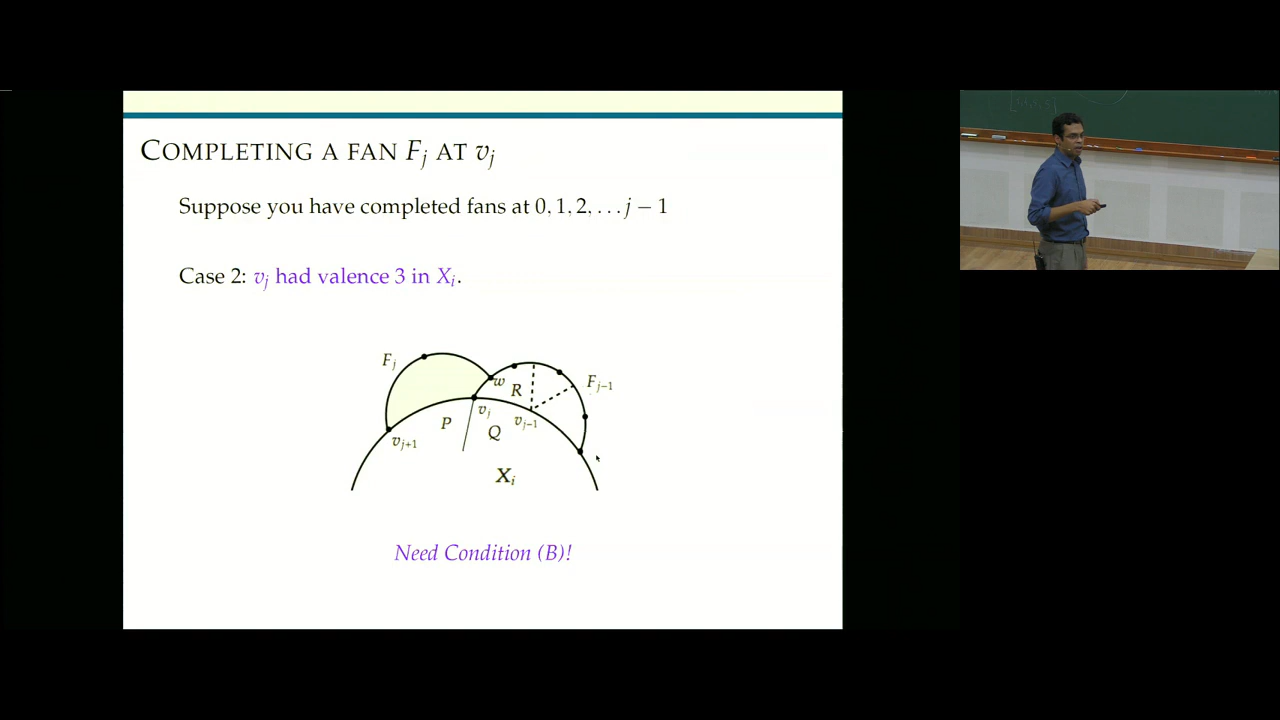 COMPLETING A FAN F_j AT v_j
Suppose you have completed fans at 0, 1, 2, … j − 1
Case 2: v_j had valence 3 in X_i.
F_j
w
R
F_{j−1}
P
v_j
v_{j−1}
Q
v_{j+1}
X_i
Need Condition (B)!